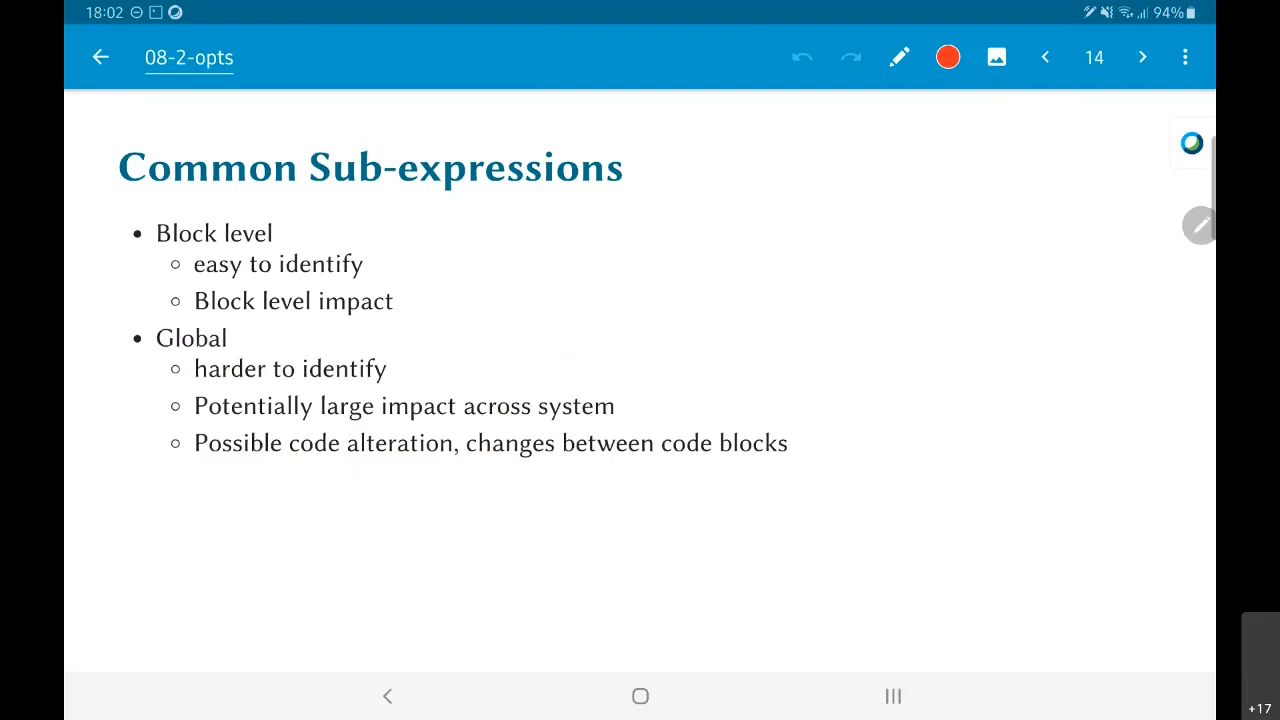 18:02
94%
08-2-opts
14
Common Sub-expressions
• Block level
○ easy to identify
○ Block level impact
• Global
○ harder to identify
○ Potentially large impact across system
○ Possible code alteration, changes between code blocks
+17